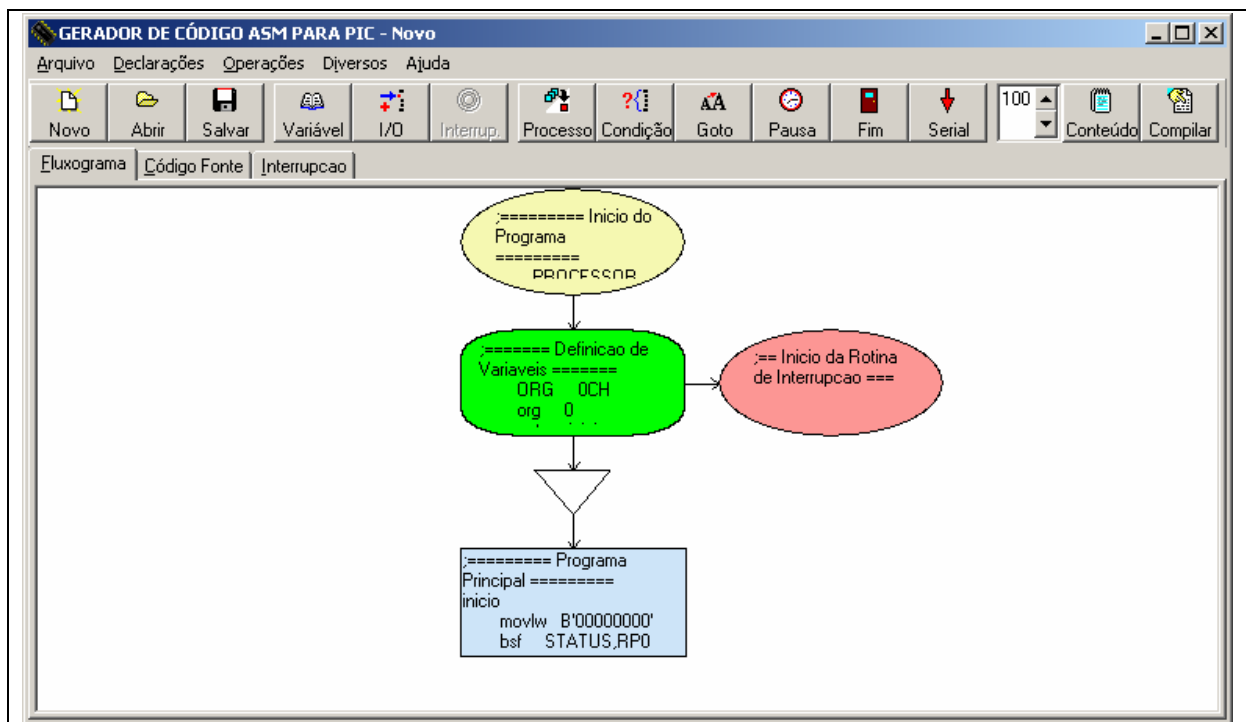 GERADOR DE CÓDIGO ASM PARA PIC - Novo
Arquivo Declarações Operações Diversos Ajuda
Novo Abrir Salvar Variável I/O Interrup. Processo Condição Goto Pausa Fim Serial 100 Conteúdo Compilar
Fluxograma Código Fonte Interrupcao
;========= Inicio do
Programa
=========
PROCESSOR
;======= Definicao de
Variaveis =======
ORG 0CH
org 0
;== Inicio da Rotina
de Interrupcao ===
;========= Programa
Principal =========
inicio
movlw B'00000000'
bsf STATUS,RP0